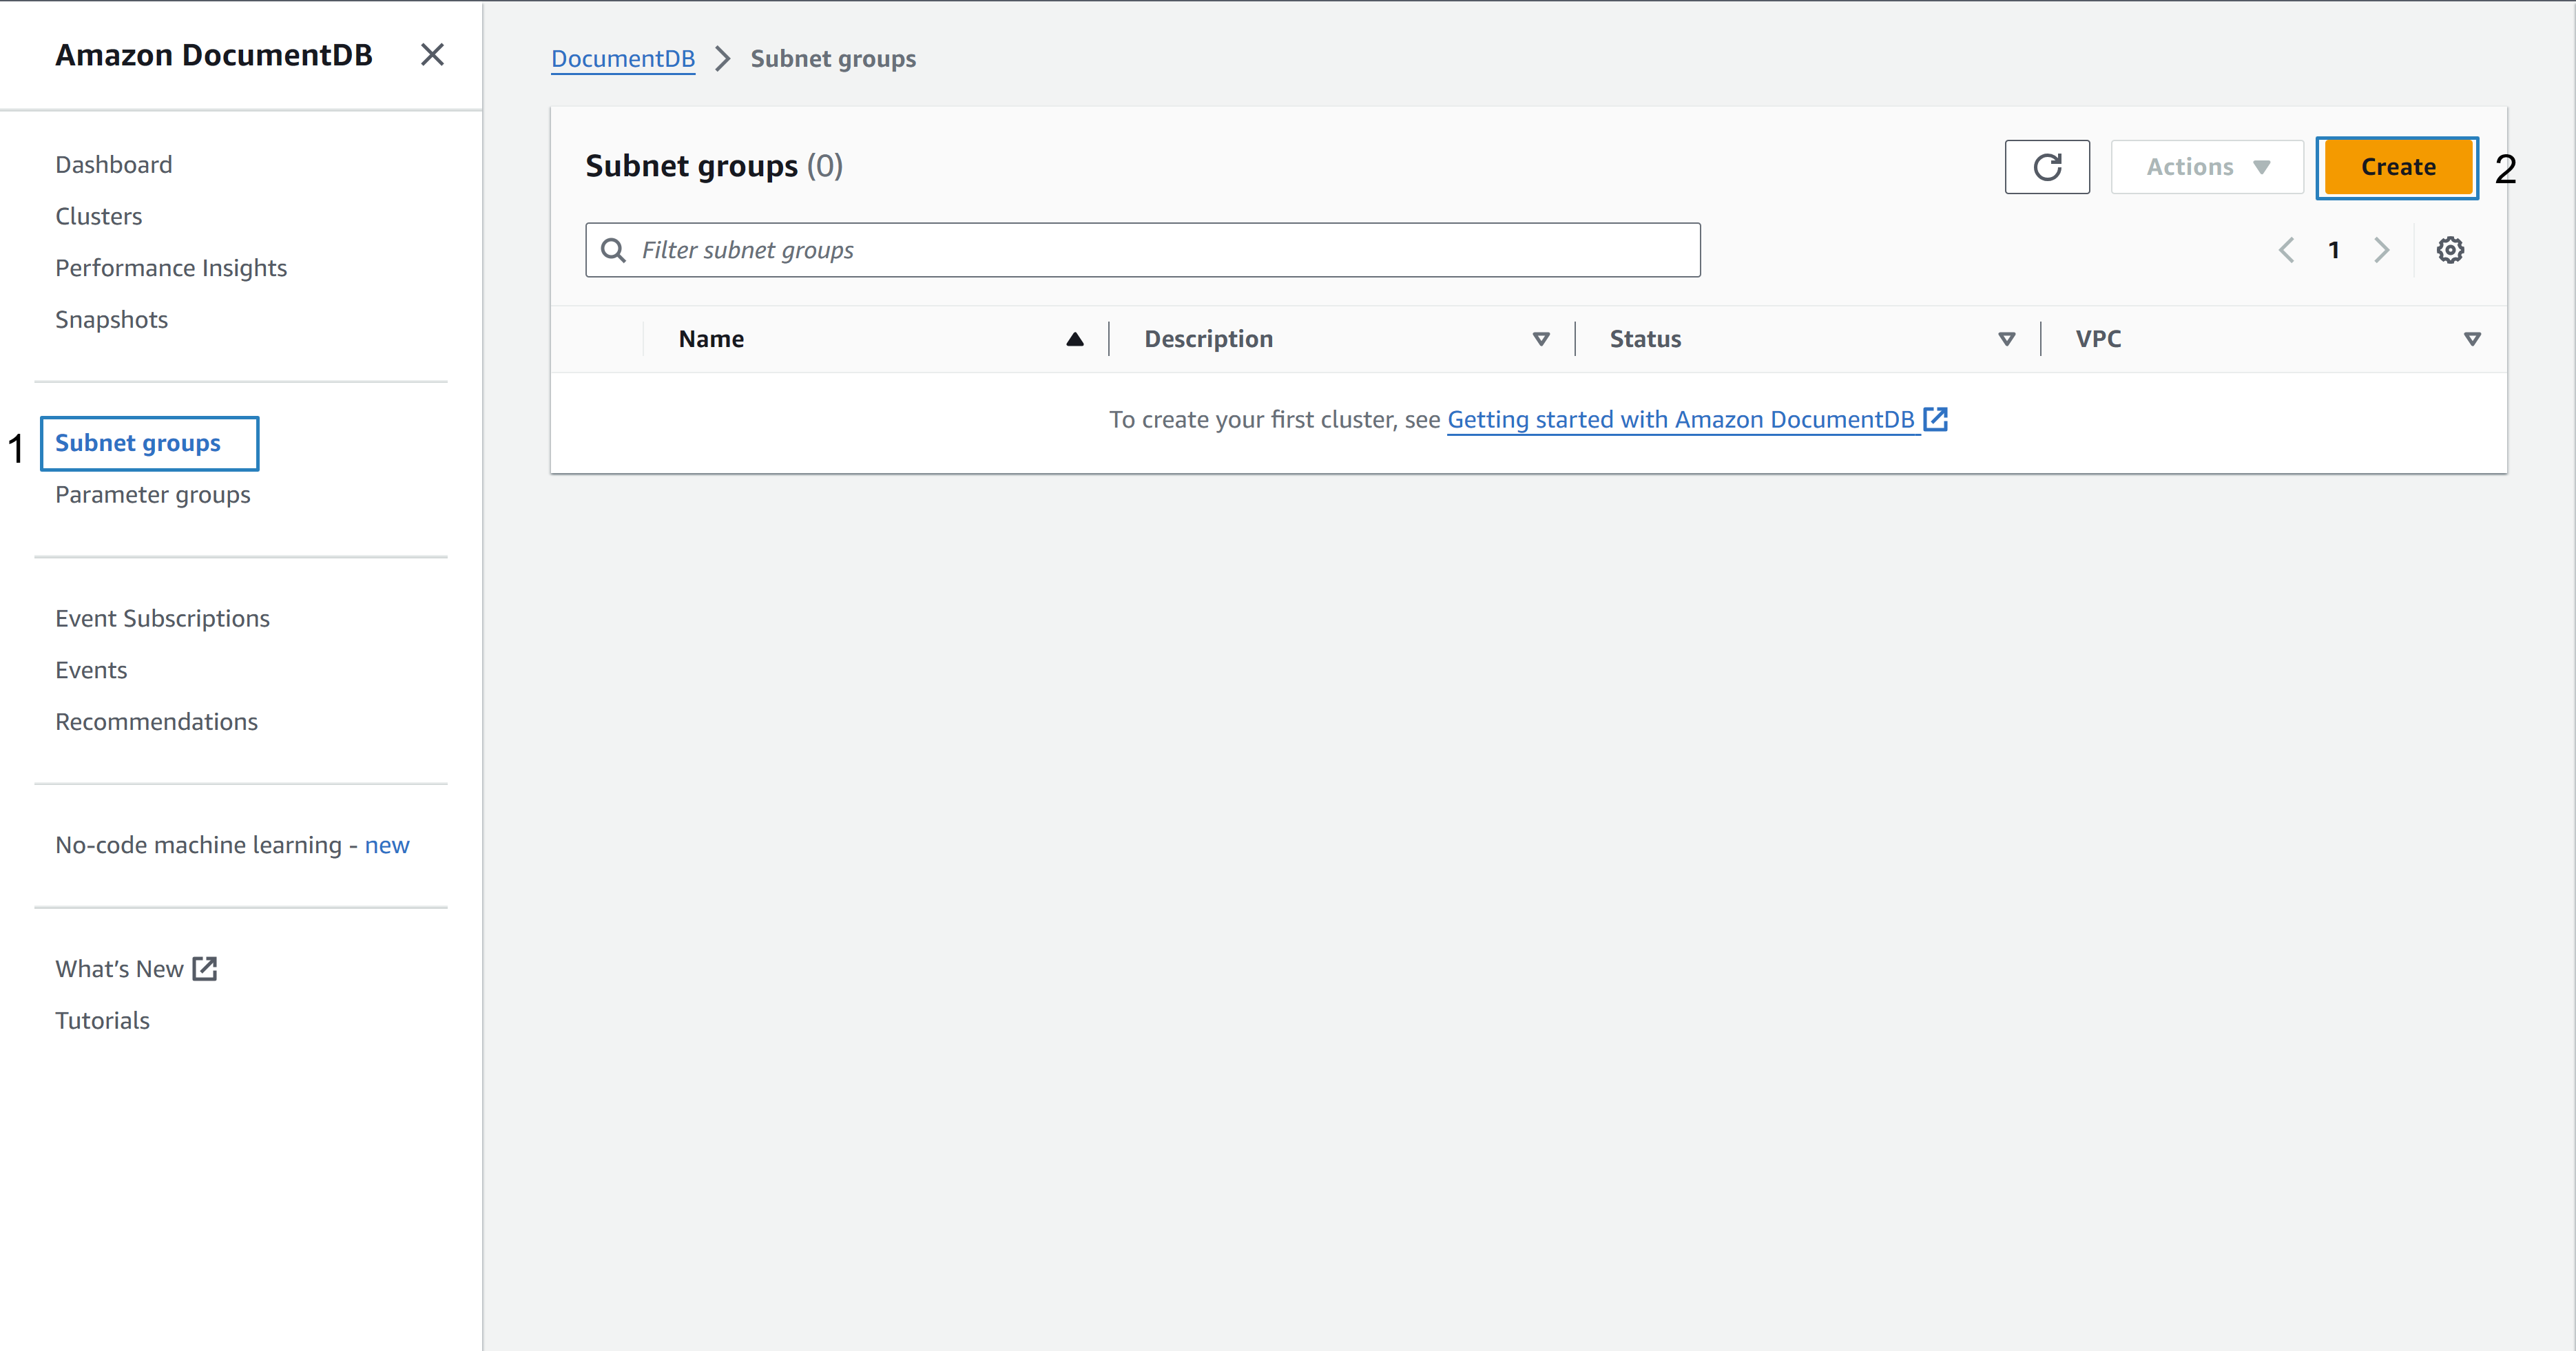 Amazon DocumentDB
Dashboard
Clusters
Performance Insights
Snapshots
1
Subnet groups
Parameter groups
Event Subscriptions
Events
Recommendations
No-code machine learning - new
What’s New
Tutorials
DocumentDB Subnet groups
Subnet groups (0)
Actions
Create
2
Filter subnet groups
1
Name Description Status VPC
To create your first cluster, see Getting started with Amazon DocumentDB